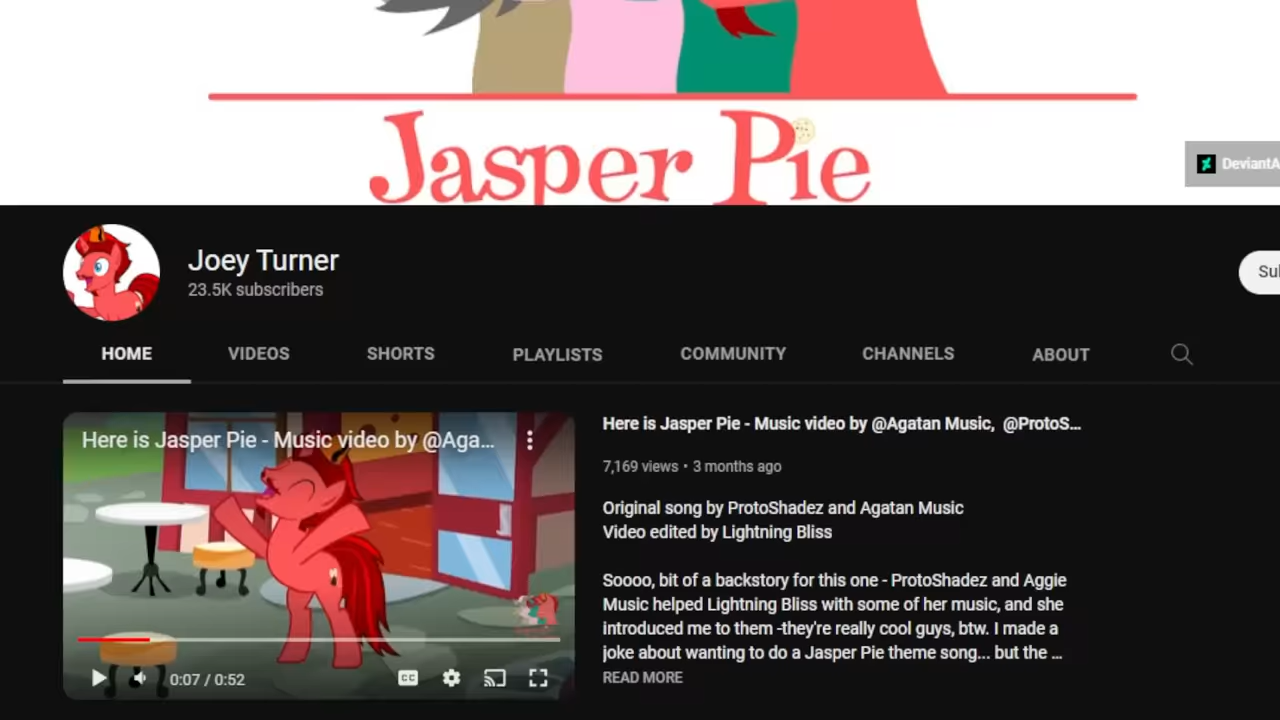 Jasper Pie
DeviantA
Joey Turner
23.5K subscribers
Sul
HOME VIDEOS SHORTS PLAYLISTS COMMUNITY CHANNELS ABOUT
Here is Jasper Pie - Music video by @Aga...
0:07 / 0:52
CC
Here is Jasper Pie - Music video by @Agatan Music, @ProtoS...
7,169 views • 3 months ago
Original song by ProtoShadez and Agatan Music
Video edited by Lightning Bliss
Soooo, bit of a backstory for this one - ProtoShadez and Aggie
Music helped Lightning Bliss with some of her music, and she
introduced me to them -they're really cool guys, btw. I made a
joke about wanting to do a Jasper Pie theme song... but the ...
READ MORE